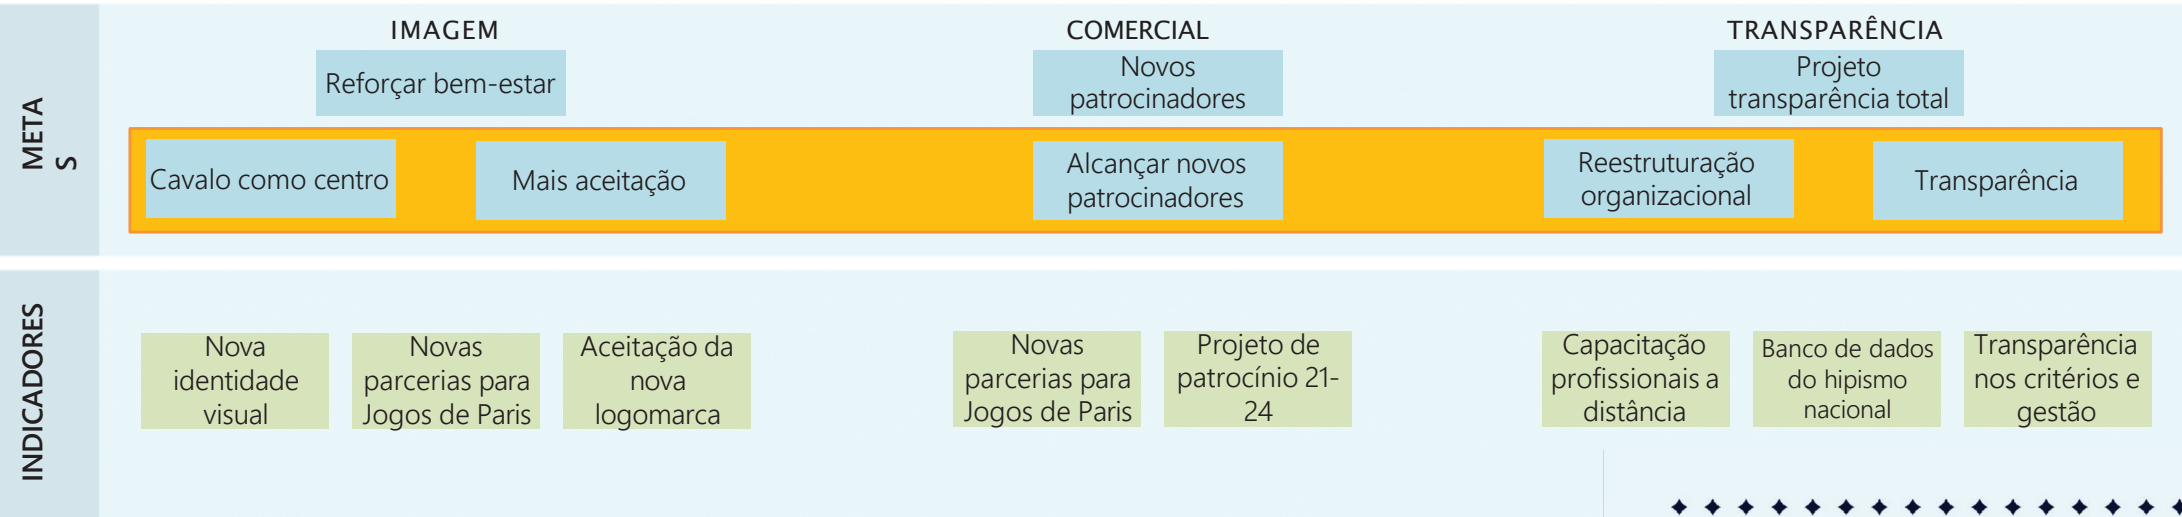 META
S
IMAGEM
Reforçar bem-estar
Cavalo como centro
Mais aceitação
COMERCIAL
Novos
patrocinadores
Alcançar novos
patrocinadores
TRANSPARÊNCIA
Projeto
transparência total
Reestruturação
organizacional
Transparência
INDICADORES
Nova
identidade
visual
Novas
parcerias para
Jogos de Paris
Aceitação da
nova
logomarca
Novas
parcerias para
Jogos de Paris
Projeto de
patrocínio 21-
24
Capacitação
profissionais a
distância
Banco de dados
do hipismo
nacional
Transparência
nos critérios e
gestão